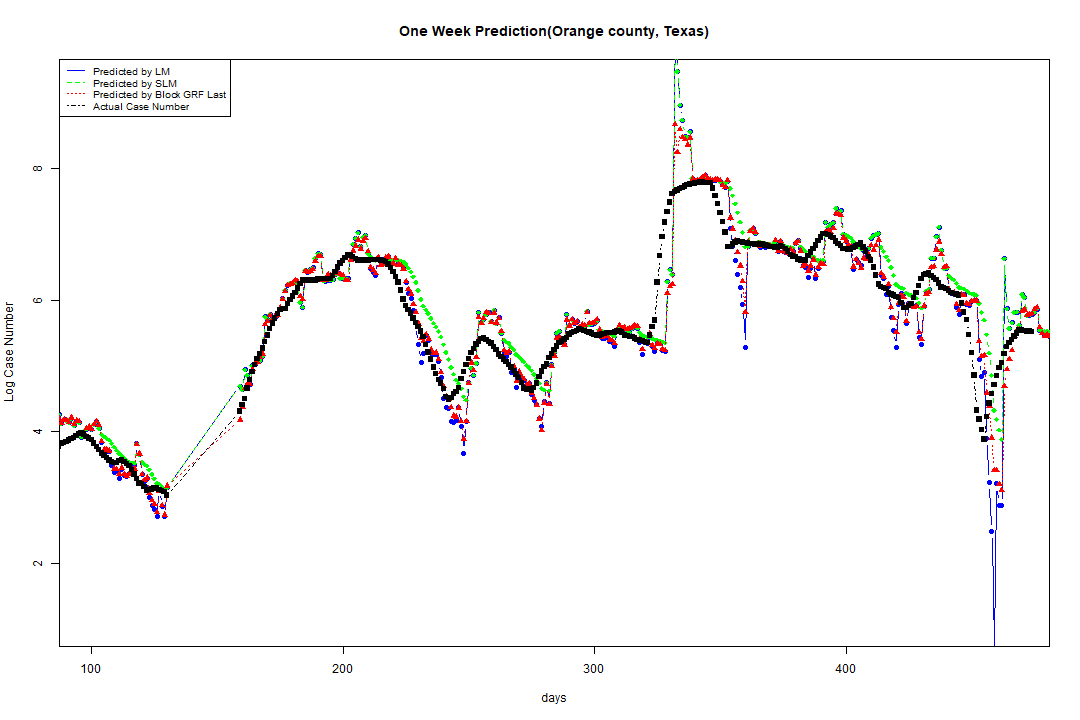 One Week Prediction(Orange county, Texas)
Predicted by LM
Predicted by SLM
Predicted by Block GRF Last
Actual Case Number
8
6
4
2
Log Case Number
100 200 300 400
days